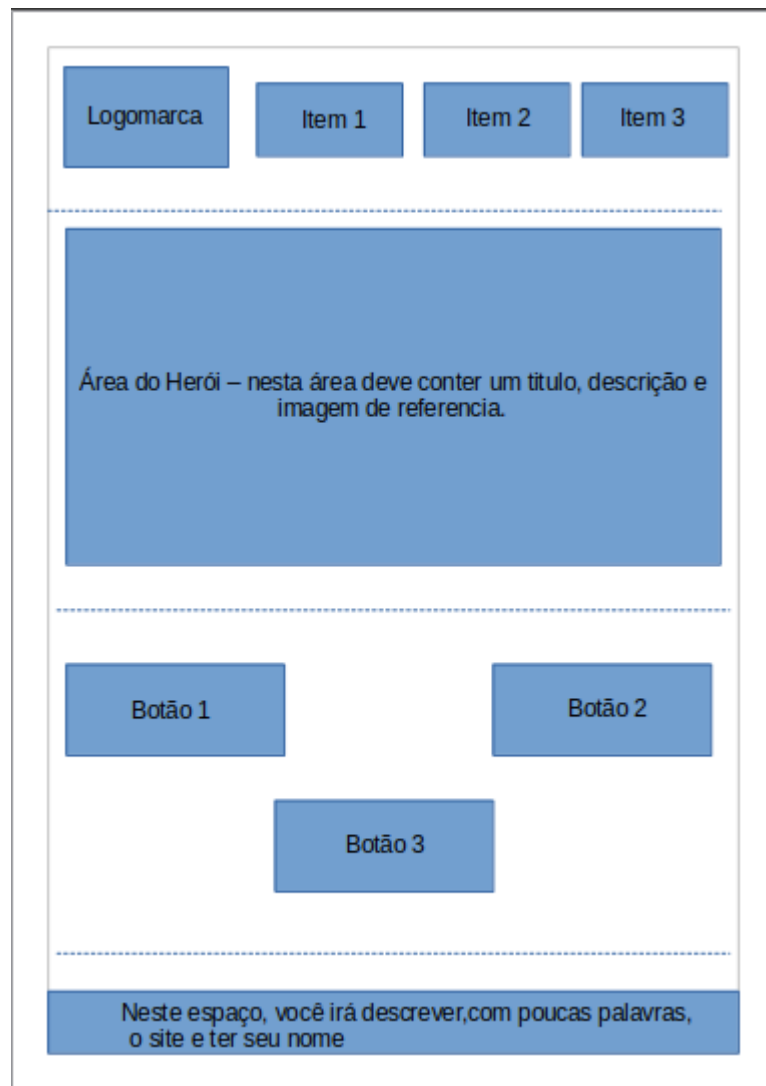 Logomarca
Item 1
Item 2
Item 3
Área do Herói – nesta área deve conter um titulo, descrição e
imagem de referencia.
Botão 1
Botão 2
Botão 3
Neste espaço, você irá descrever,com poucas palavras,
o site e ter seu nome